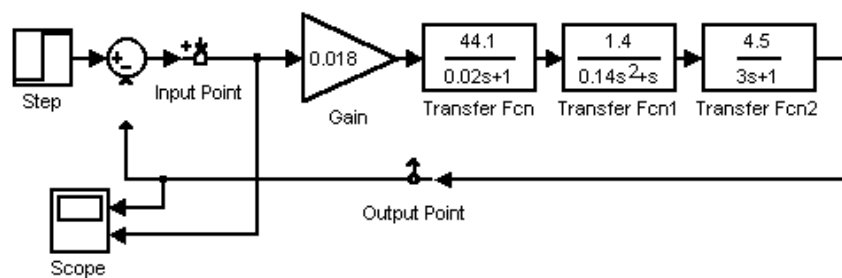 Step
+
−
+
Input Point
0.018
Gain
44.1
0.02s+1
Transfer Fcn
1.4
0.14s²+s
Transfer Fcn1
4.5
3s+1
Transfer Fcn2
Output Point
Scope